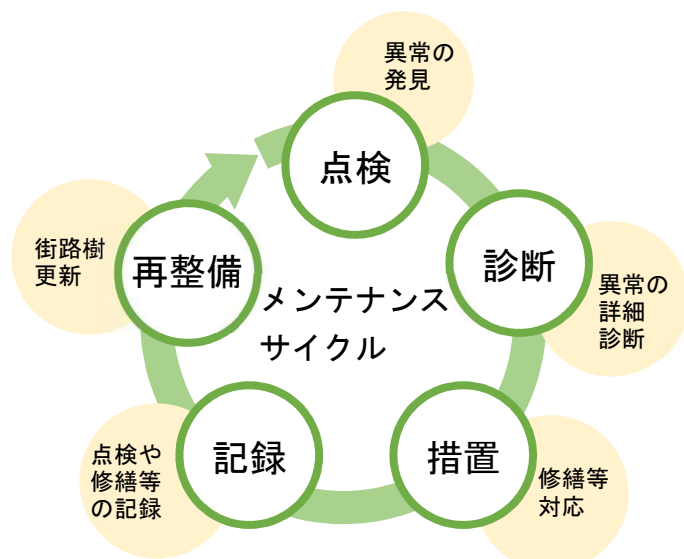 異常の
発見
点検
診断
異常の
詳細
診断
措置
修繕等
対応
記録
点検や
修繕等
の記録
再整備
街路樹
更新
メンテナンス
サイクル